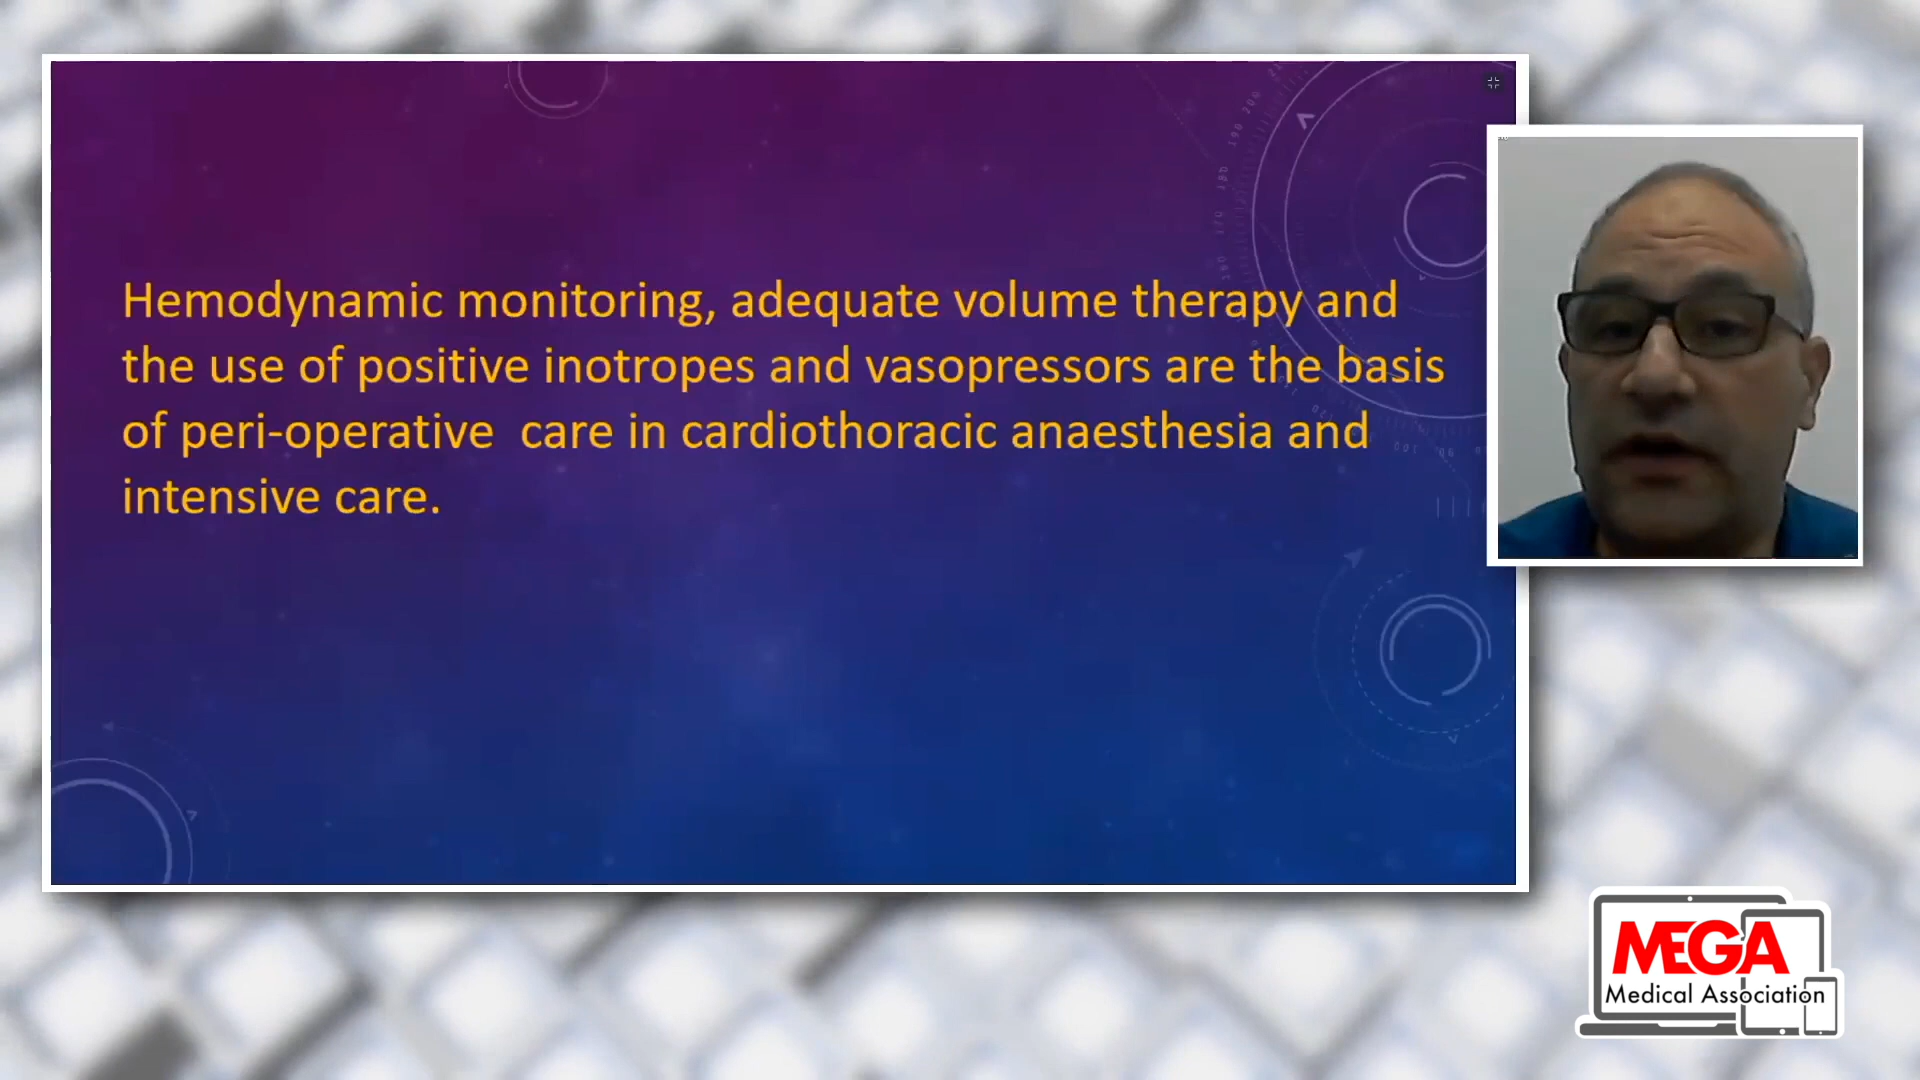 Hemodynamic monitoring, adequate volume therapy and
the use of positive inotropes and vasopressors are the basis
of peri-operative  care in cardiothoracic anaesthesia and
intensive care.
MEGA
Medical Association